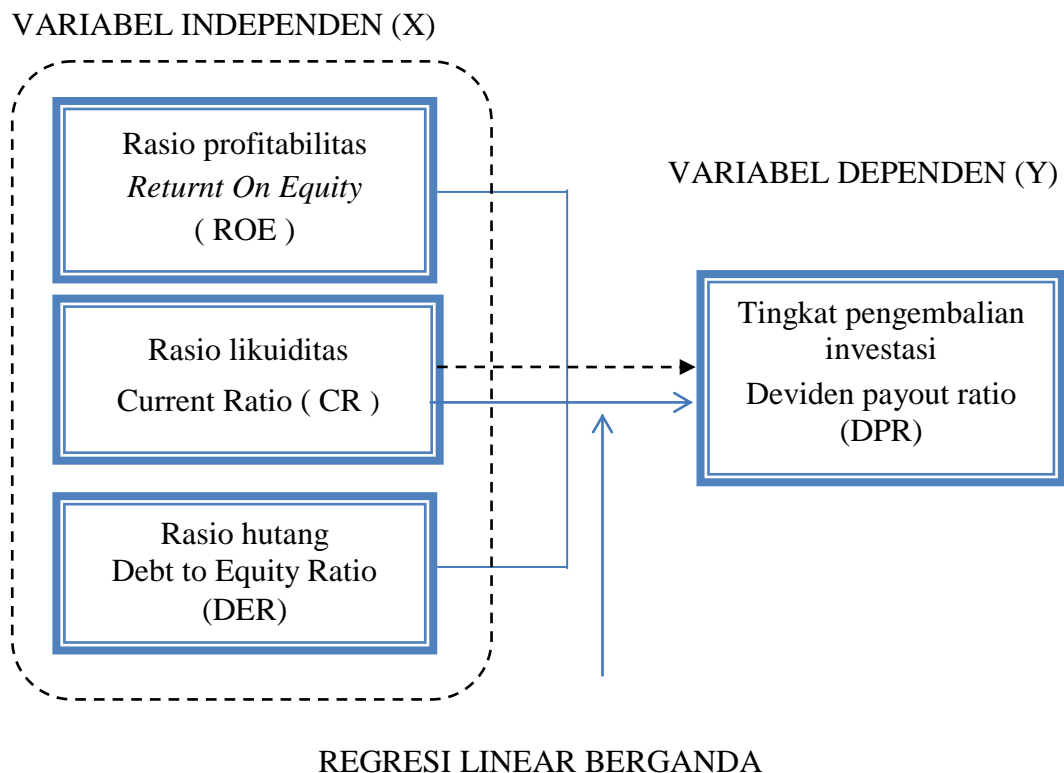 VARIABEL INDEPENDEN (X)
Rasio profitabilitas
Returnt On Equity
( ROE )
VARIABEL DEPENDEN (Y)
Rasio likuiditas
Current Ratio ( CR )
Tingkat pengembalian
investasi
Deviden payout ratio
(DPR)
Rasio hutang
Debt to Equity Ratio
(DER)
REGRESI LINEAR BERGANDA